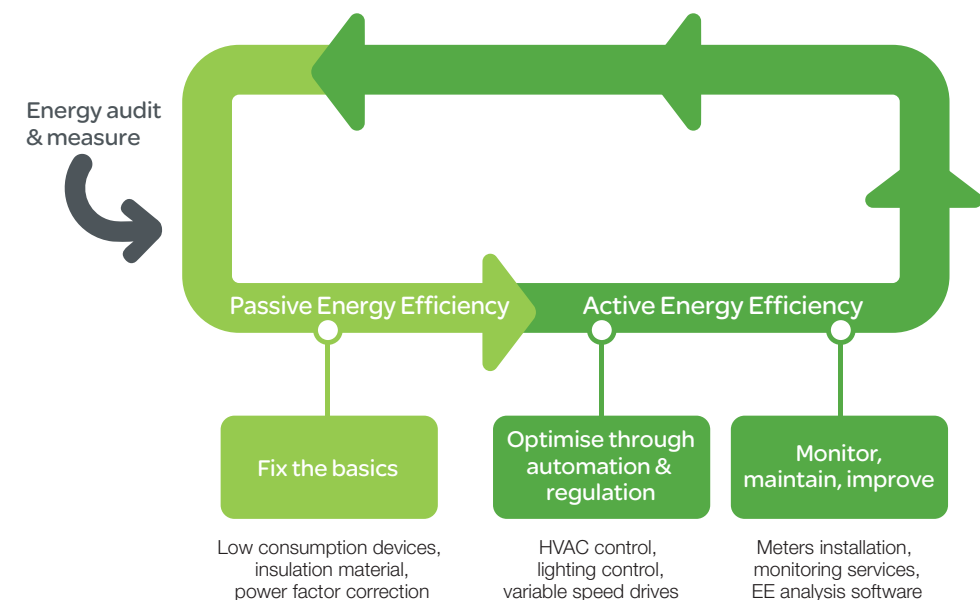 Energy audit
& measure
Passive Energy Efficiency
Active Energy Efficiency
Fix the basics
Optimise through
automation &
regulation
Monitor,
maintain, improve
Low consumption devices,
insulation material,
power factor correction
HVAC control,
lighting control,
variable speed drives
Meters installation,
monitoring services,
EE analysis software